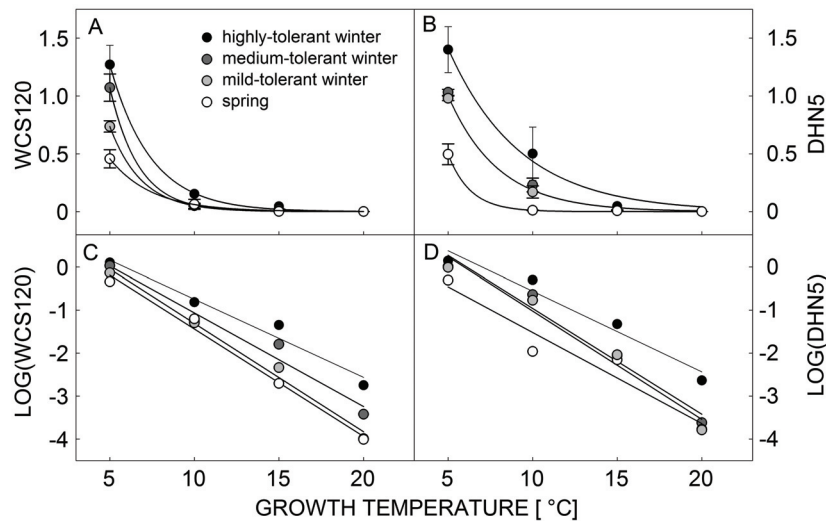 A
B
highly-tolerant winter
medium-tolerant winter
mild-tolerant winter
spring
WCS120
1.5
1.0
0.5
0
DHN5
1.5
1.0
0.5
0
C
D
LOG(WCS120)
0
-1
-2
-3
-4
LOG(DHN5)
0
-1
-2
-3
-4
5 10 15 20 5 10 15 20
GROWTH TEMPERATURE [ °C]